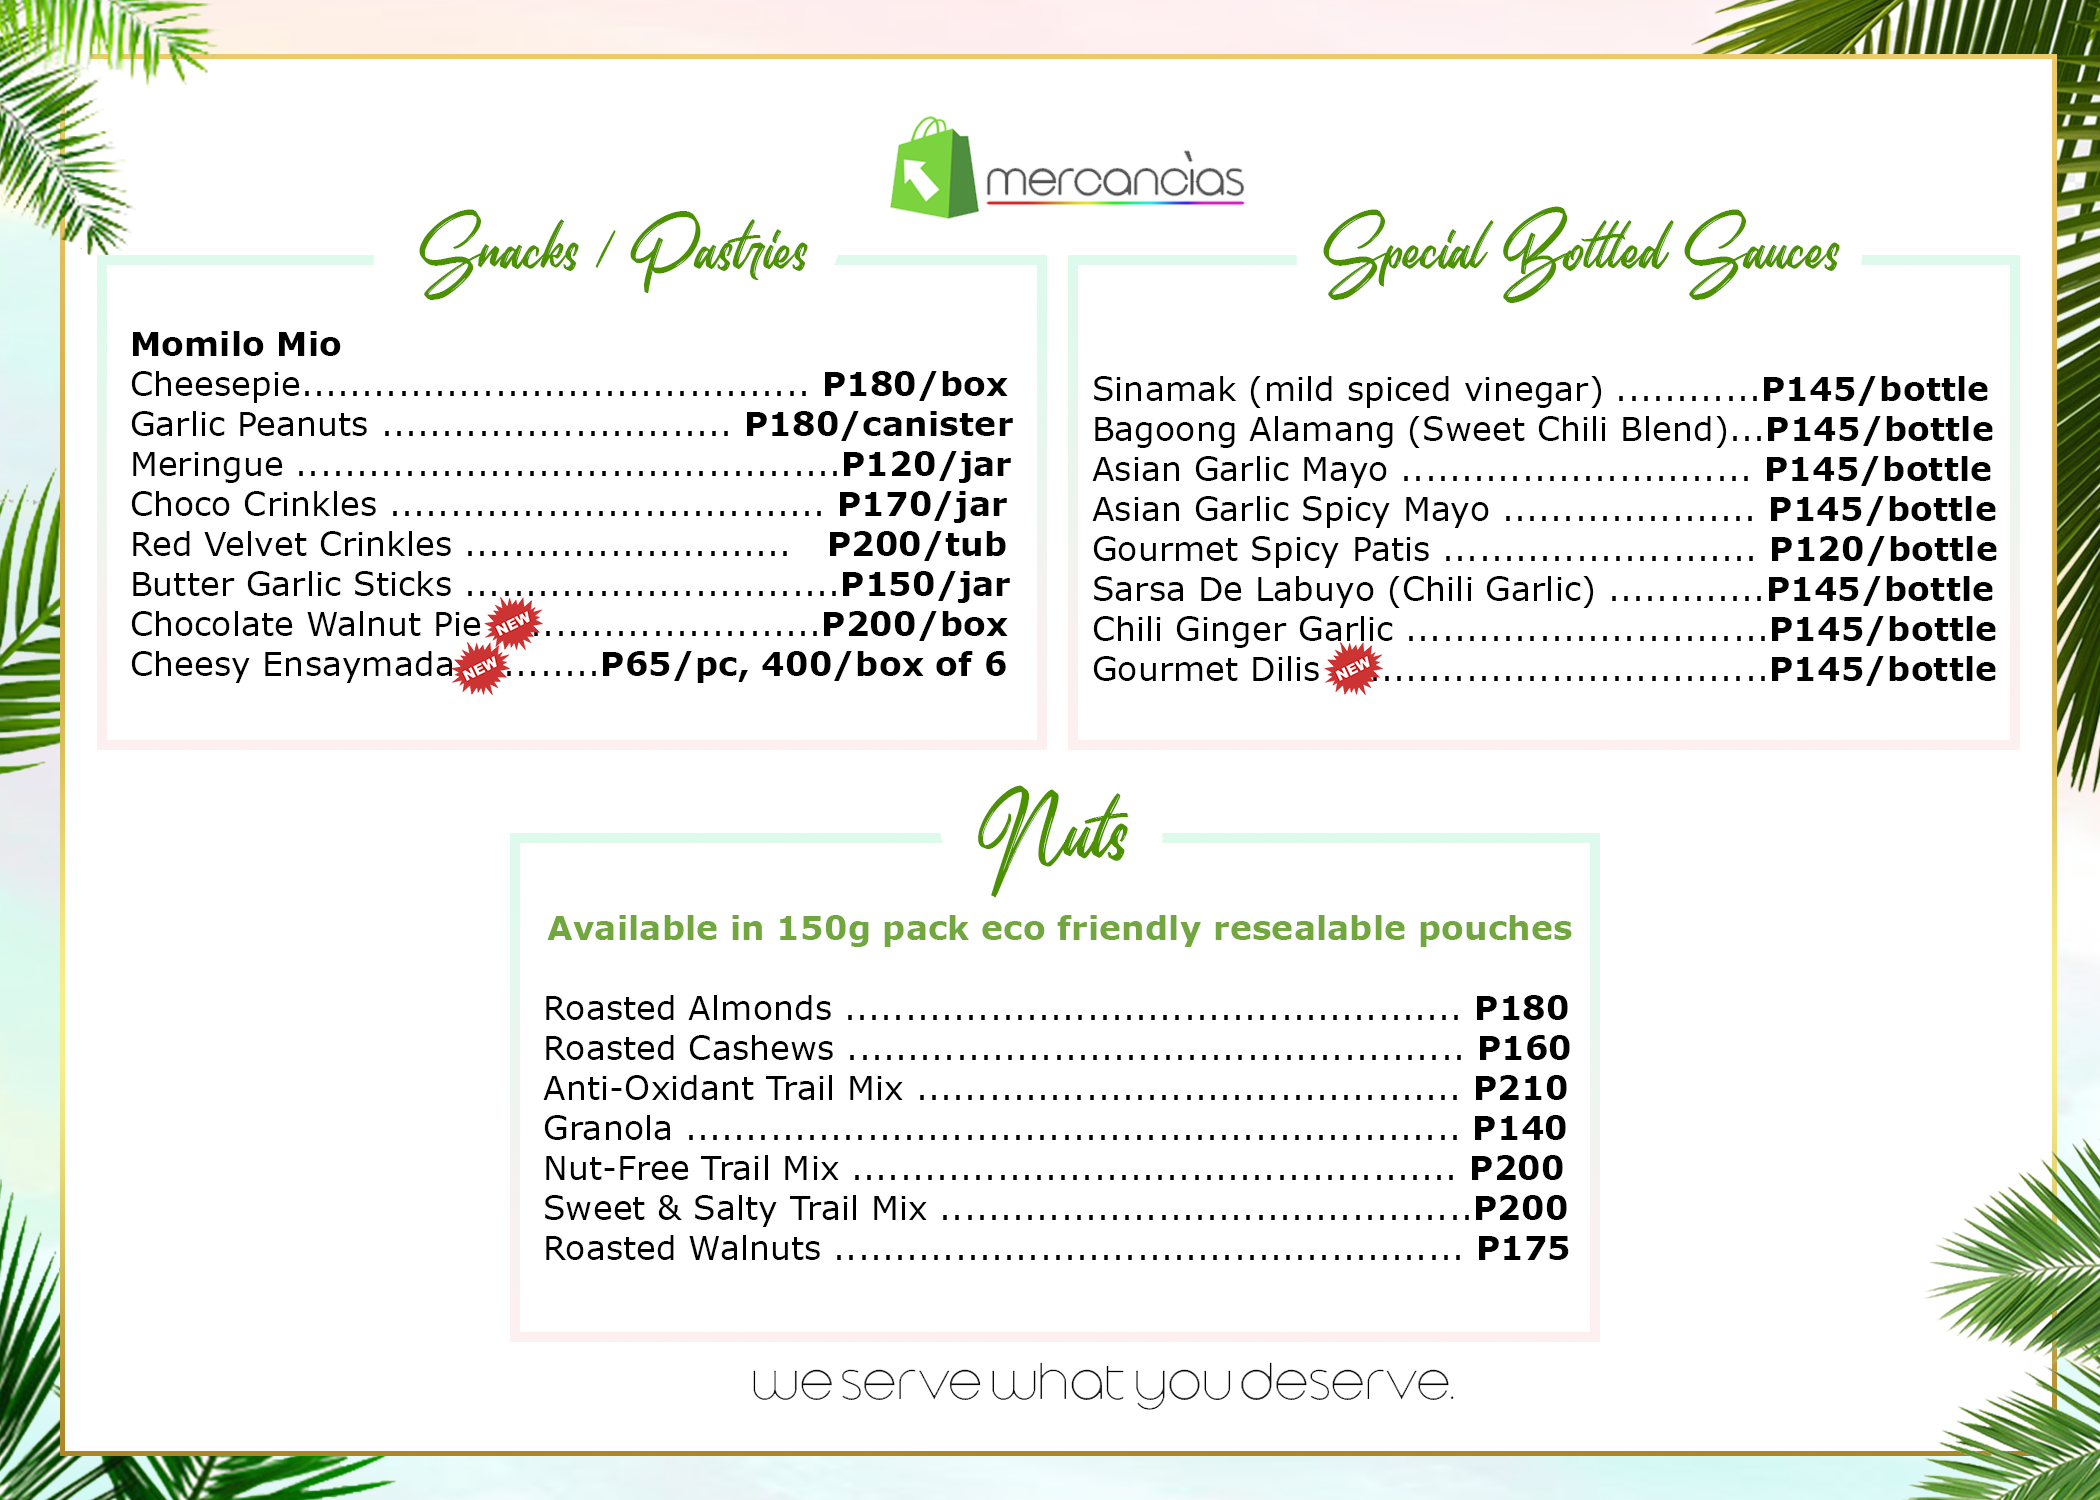 mercancìas
Snacks / Pastries
Momilo Mio
Cheesepie.......................................... P180/box
Garlic Peanuts ............................. P180/canister
Meringue .............................................P120/jar
Choco Crinkles .................................... P170/jar
Red Velvet Crinkles ........................... P200/tub
Butter Garlic Sticks ...............................P150/jar
Chocolate Walnut Pie NEW ........................P200/box
Cheesy Ensaymada NEW ........P65/pc, 400/box of 6
Special Bottled Sauces
Sinamak (mild spiced vinegar) ............P145/bottle
Bagoong Alamang (Sweet Chili Blend)...P145/bottle
Asian Garlic Mayo ............................. P145/bottle
Asian Garlic Spicy Mayo ..................... P145/bottle
Gourmet Spicy Patis .......................... P120/bottle
Sarsa De Labuyo (Chili Garlic) .............P145/bottle
Chili Ginger Garlic ..............................P145/bottle
Gourmet Dilis NEW ................................P145/bottle
Nuts
Available in 150g pack eco friendly resealable pouches
Roasted Almonds ................................................... P180
Roasted Cashews ................................................... P160
Anti-Oxidant Trail Mix ............................................. P210
Granola ................................................................ P140
Nut-Free Trail Mix .................................................. P200
Sweet & Salty Trail Mix ............................................P200
Roasted Walnuts .................................................... P175
we serve what you deserve.